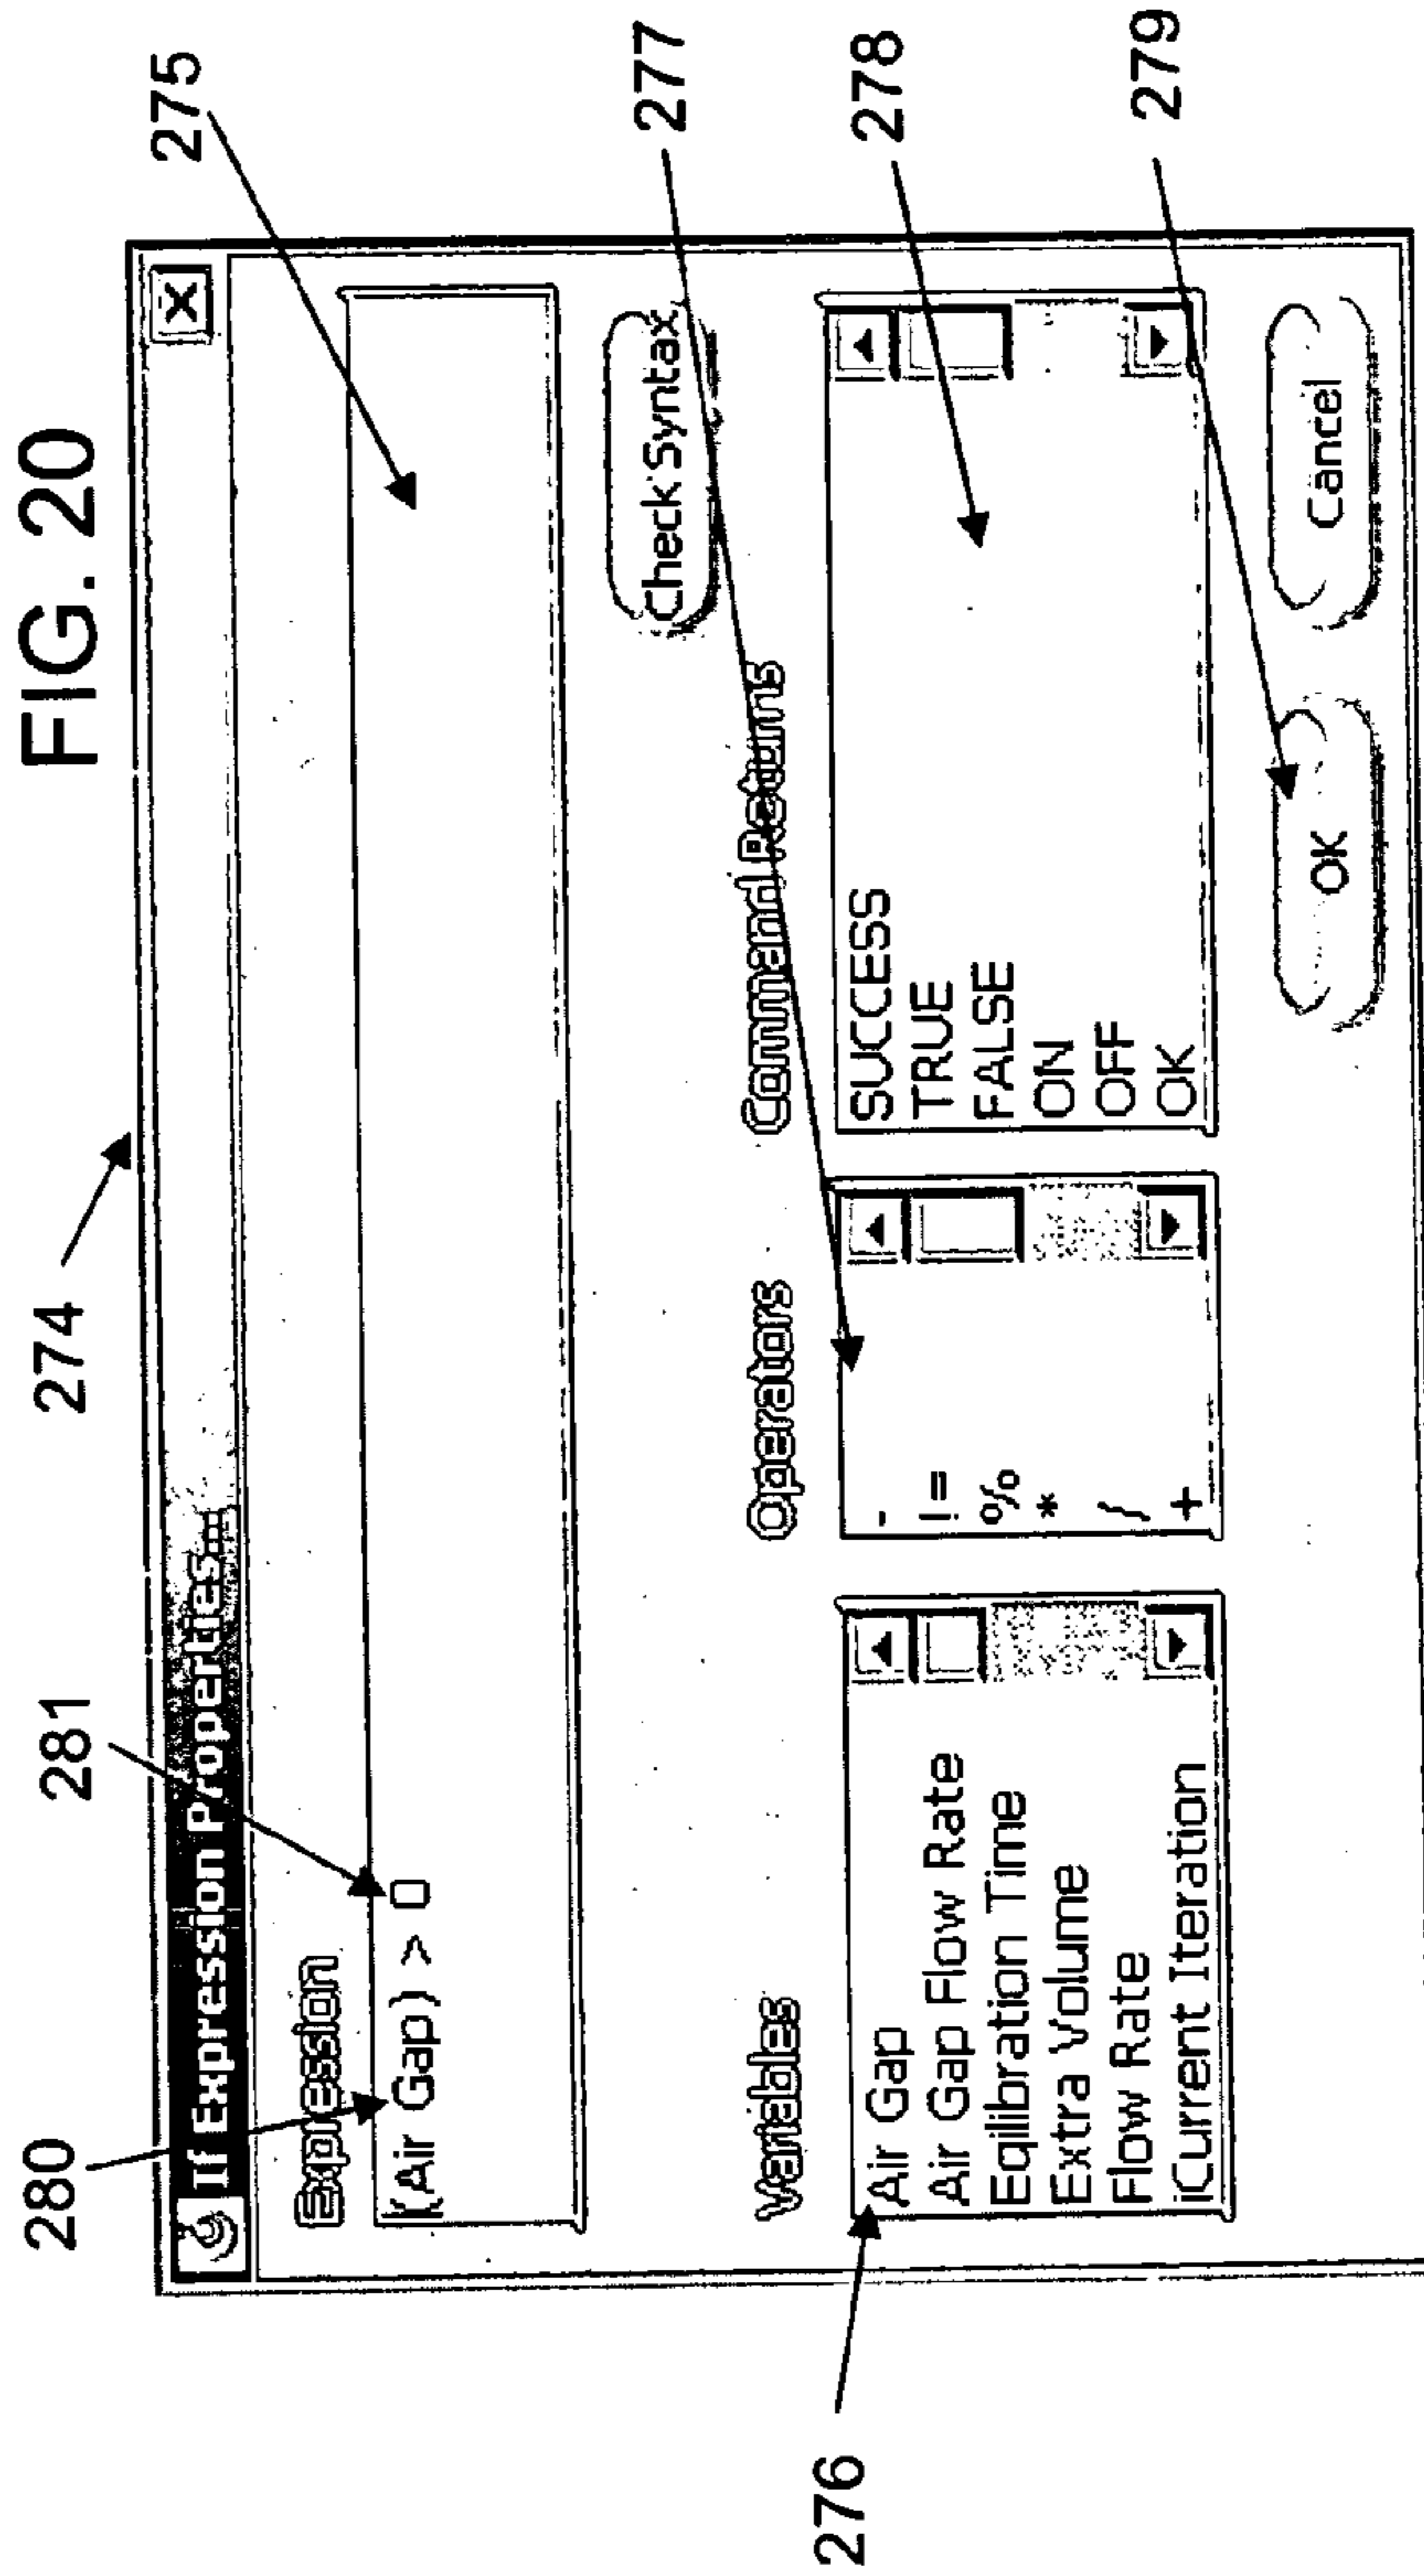 FIG. 20
274
281
280
275
If Expression Properties...
X
Expression
(Air Gap) > 0
Check Syntax
277
Variables
Operators
Command Returns
276
278
Air Gap
Air Gap Flow Rate
Eqilibration Time
Extra Volume
Flow Rate
iCurrent Iteration
-
!=
%
*
/
+
SUCCESS
TRUE
FALSE
ON
OFF
OK
OK
Cancel
279